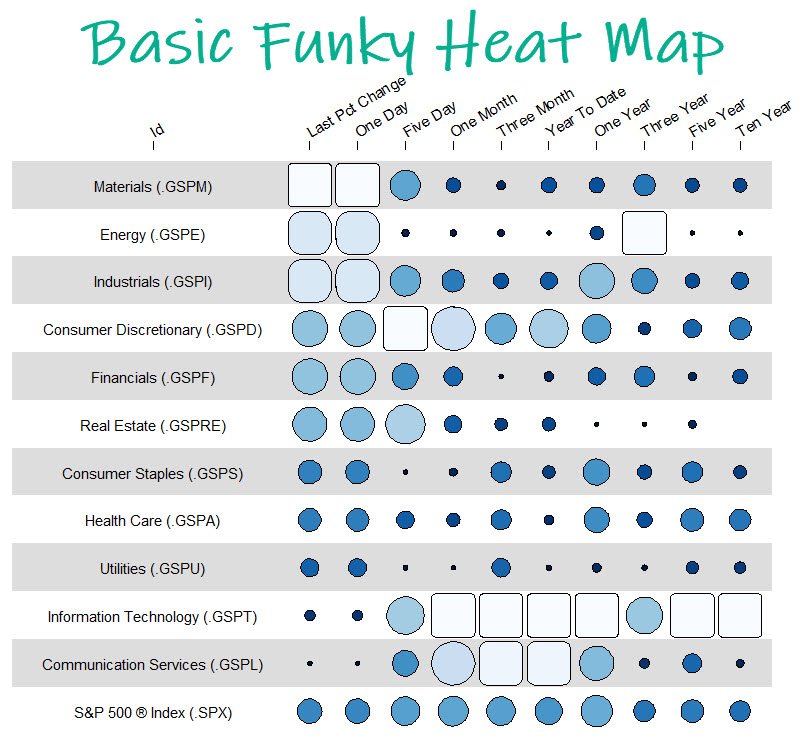 Basic Funky Heat Map
Id
Last Pct Change
One Day
Five Day
One Month
Three Month
Year To Date
One Year
Three Year
Five Year
Ten Year
Materials (.GSPM)
Energy (.GSPE)
Industrials (.GSPI)
Consumer Discretionary (.GSPD)
Financials (.GSPF)
Real Estate (.GSPRE)
Consumer Staples (.GSPS)
Health Care (.GSPA)
Utilities (.GSPU)
Information Technology (.GSPT)
Communication Services (.GSPL)
S&P 500 ® Index (.SPX)